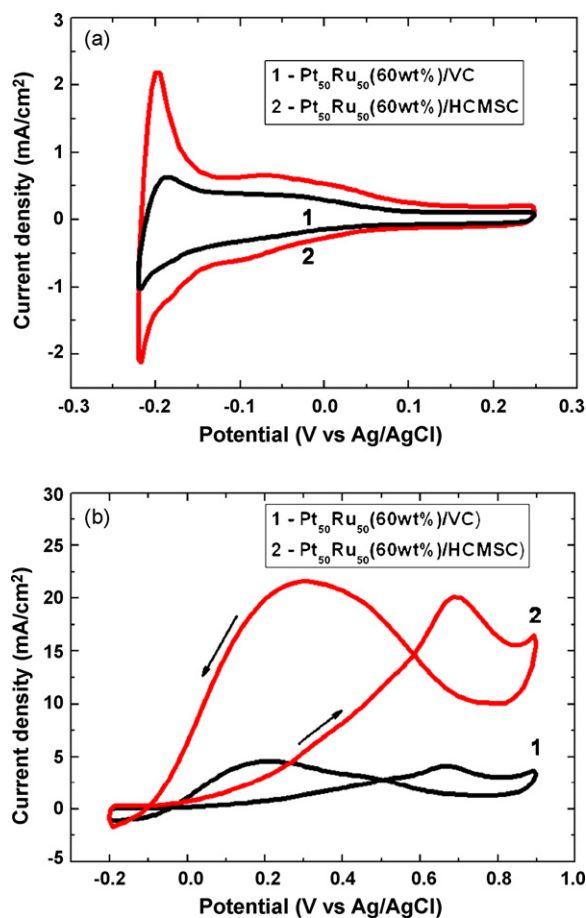 (a)
1 - Pt50Ru50(60wt%)/VC
2 - Pt50Ru50(60wt%)/HCMSC
Current density (mA/cm2)
3
2
1
0
-1
-2
1
2
-0.3 -0.2 -0.1 0.0 0.1 0.2 0.3
Potential (V vs Ag/AgCl)
(b)
1 - Pt50Ru50(60wt%)/VC)
2 - Pt50Ru50(60wt%)/HCMSC)
Current density (mA/cm2)
30
25
20
15
10
5
0
-5
2
1
-0.2 0.0 0.2 0.4 0.6 0.8 1.0
Potential (V vs Ag/AgCl)